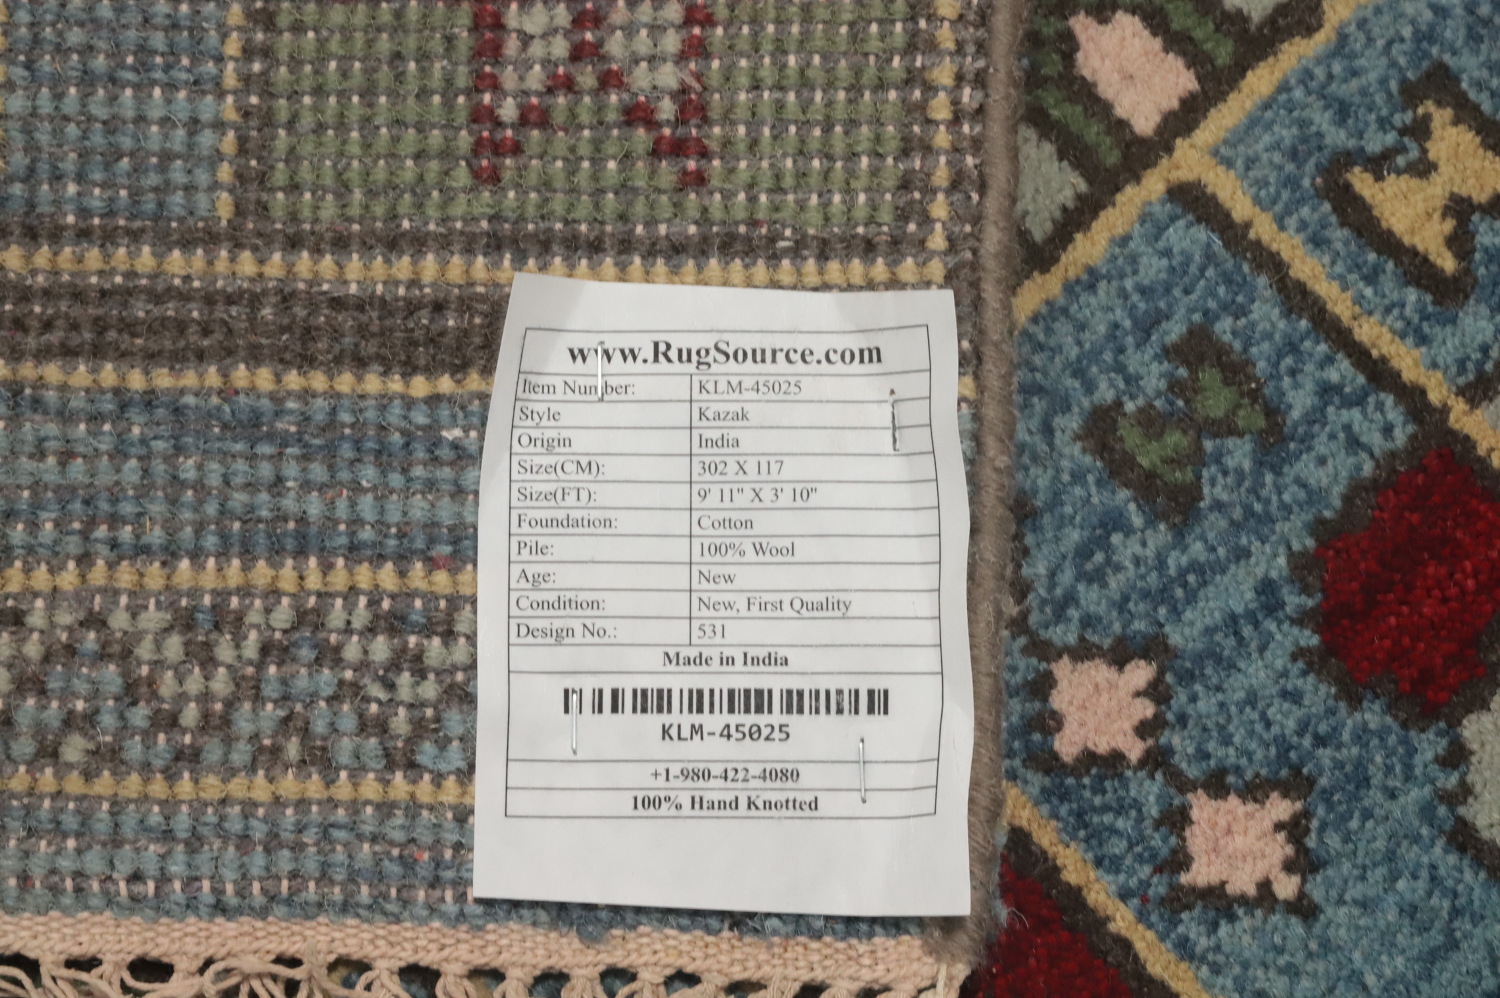 www.RugSource.com
Item Number: KLM-45025
Style Kazak
Origin India
Size(CM): 302 X 117
Size(FT): 9' 11" X 3' 10"
Foundation: Cotton
Pile: 100% Wool
Age: New
Condition: New, First Quality
Design No.: 531
Made in India
KLM-45025
+1-980-422-4080
100% Hand Knotted